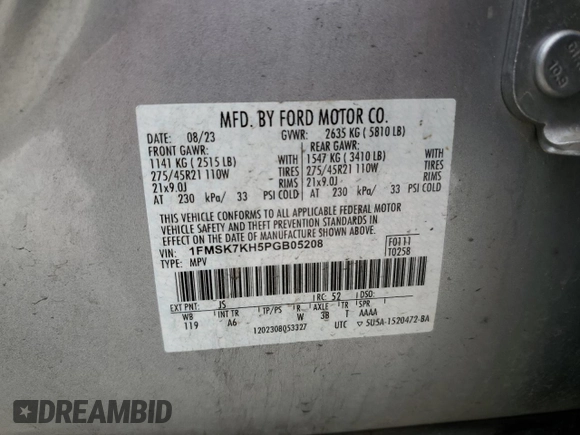 10.9
MFD. BY FORD MOTOR CO.
DATE: 08/23 GVWR: 2635 KG ( 5810 LB)
FRONT GAWR: REAR GAWR:
1141 KG ( 2515 LB) WITH 1547 KG ( 3410 LB) WITH
275/45R21 110W TIRES 275/45R21 110W TIRES
21x9.0J RIMS 21x9.0J RIMS
AT 230 kPa/ 33 PSI COLD AT 230 kPa/ 33 PSI COLD
THIS VEHICLE CONFORMS TO ALL APPLICABLE FEDERAL MOTOR
VEHICLE SAFETY AND THEFT PREVENTION STANDARDS IN
EFFECT ON THE DATE OF MANUFACTURE SHOWN ABOVE.
VIN: 1FMSK7KH5PGB05208 F0111
TYPE: MPV T0258
EXT PNT: JS RC: 52 DSO:
WB INT TR TP/PS R AXLE TR SPR
119 A6 W 3B T AAAA
1202308053327 UTC 5U5A-1520472-BA
DREAMBID